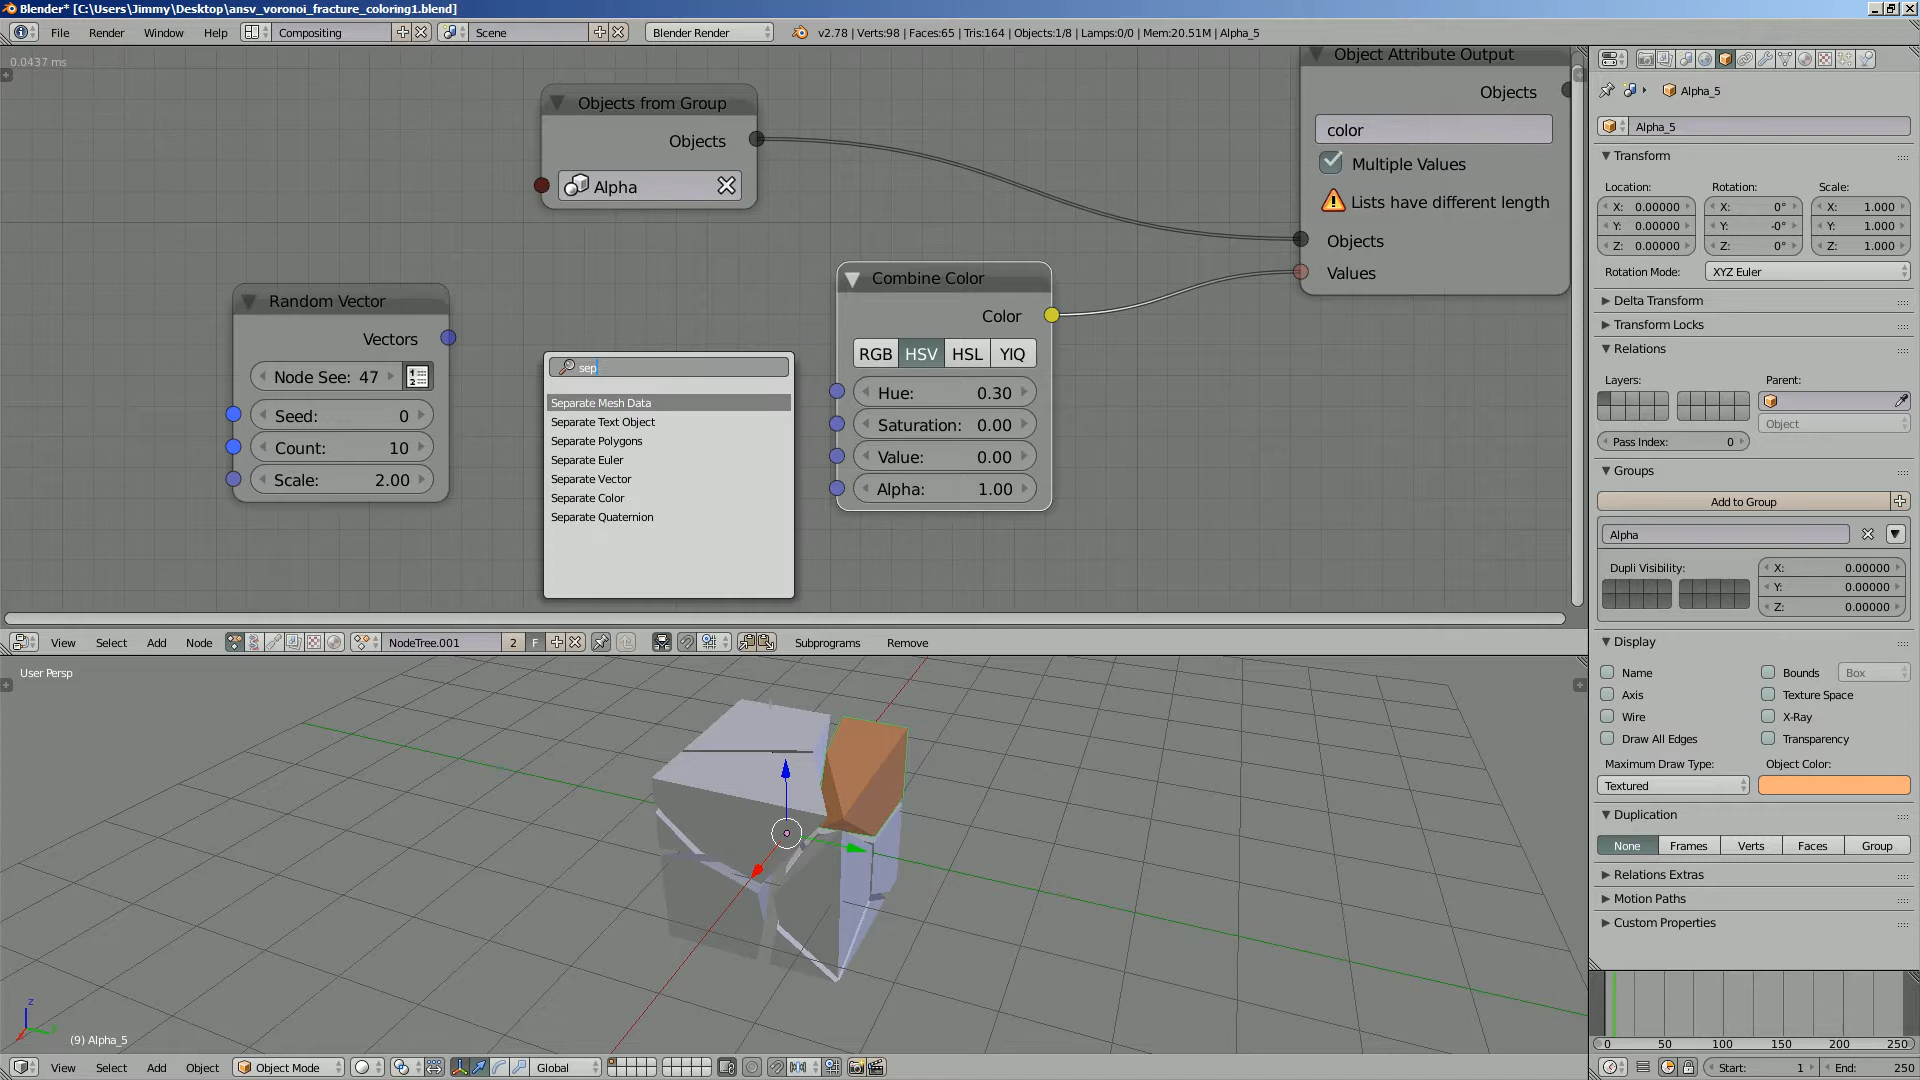 Blender* [C:\Users\Jimmy\Desktop\ansv_voronoi_fracture_coloring1.blend]
File Render Window Help Compositing Scene Blender Render v2.78 | Verts:98 | Faces:65 | Tris:164 | Objects:1/8 | Lamps:0/0 | Mem:20.51M | Alpha_5
0.0437 ms
Objects from Group
Objects
Alpha
Object Attribute Output
Objects
color
Multiple Values
Lists have different length
Objects
Values
Random Vector
Vectors
Node See: 47
Seed: 0
Count: 10
Scale: 2.00
sep
Separate Mesh Data
Separate Text Object
Separate Polygons
Separate Euler
Separate Vector
Separate Color
Separate Quaternion
Combine Color
Color
RGB HSV HSL YIQ
Hue: 0.30
Saturation: 0.00
Value: 0.00
Alpha: 1.00
View Select Add Node NodeTree.001 2 F Subprograms Remove
User Persp
(9) Alpha_5
View Select Add Object Object Mode Global
Alpha_5
Alpha_5
Transform
Location: Rotation: Scale:
X: 0.00000 X: 0° X: 1.000
Y: 0.00000 Y: -0° Y: 1.000
Z: 0.00000 Z: 0° Z: 1.000
Rotation Mode: XYZ Euler
Delta Transform
Transform Locks
Relations
Layers: Parent:
Object
Pass Index: 0
Groups
Add to Group
Alpha
Dupli Visibility: X: 0.00000
Y: 0.00000
Z: 0.00000
Display
Name Bounds Box
Axis Texture Space
Wire X-Ray
Draw All Edges Transparency
Maximum Draw Type: Object Color:
Textured
Duplication
None Frames Verts Faces Group
Relations Extras
Motion Paths
Custom Properties
0 50 100 150 200 250
Start: 1 End: 250
z